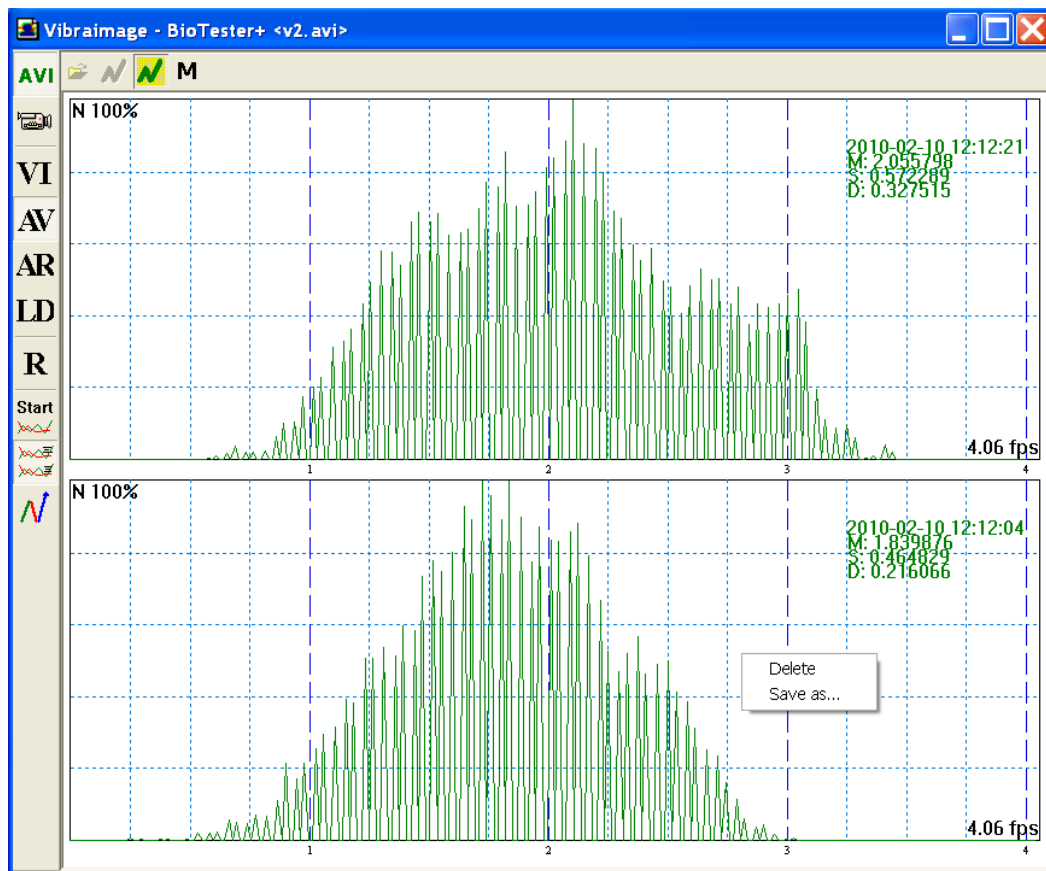 Vibraimage - BioTester+ <v2.avi>
AVI
M
VI
AV
AR
LD
R
Start
N 100%
2010-02-10 12:12:21
M: 2.055798
S: 0.572289
D: 0.327515
4.06 fps
1 2 3 4
N 100%
2010-02-10 12:12:04
M: 1.839876
S: 0.464829
D: 0.216066
Delete
Save as...
4.06 fps
1 2 3 4